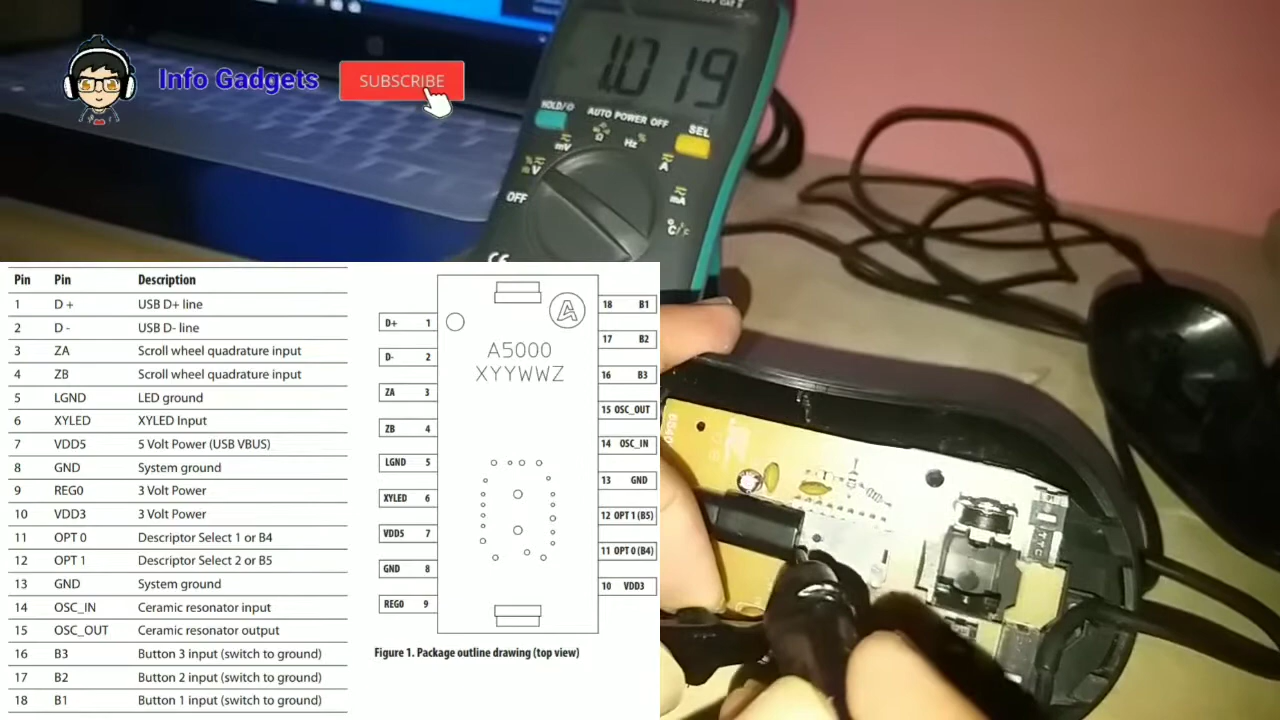 Info Gadgets
SUBSCRIBE
1.019
HOLD/
AUTO POWER OFF
SEL
mV
Ω
Hz %
A
V
mA
OFF
°C/°F
CE
Pin Pin Description
1 D + USB D+ line
2 D - USB D- line
3 ZA Scroll wheel quadrature input
4 ZB Scroll wheel quadrature input
5 LGND LED ground
6 XYLED XYLED Input
7 VDD5 5 Volt Power (USB VBUS)
8 GND System ground
9 REG0 3 Volt Power
10 VDD3 3 Volt Power
11 OPT 0 Descriptor Select 1 or B4
12 OPT 1 Descriptor Select 2 or B5
13 GND System ground
14 OSC_IN Ceramic resonator input
15 OSC_OUT Ceramic resonator output
16 B3 Button 3 input (switch to ground)
17 B2 Button 2 input (switch to ground)
18 B1 Button 1 input (switch to ground)
D+ 1
D- 2
ZA 3
ZB 4
LGND 5
XYLED 6
VDD5 7
GND 8
REG0 9
A
A5000
XYYWWZ
18 B1
17 B2
16 B3
15 OSC_OUT
14 OSC_IN
13 GND
12 OPT 1 (B5)
11 OPT 0 (B4)
10 VDD3
Figure 1. Package outline drawing (top view)